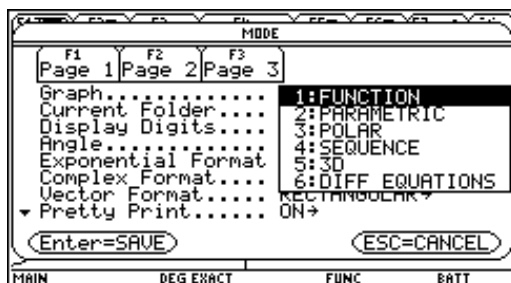 MODE
F1 F2 F3
Page 1 Page 2 Page 3
Graph.............
1:FUNCTION
Current Folder....
2:PARAMETRIC
Display Digits....
3:POLAR
Angle.............
4:SEQUENCE
Exponential Format
5:3D
Complex Format....
6:DIFF EQUATIONS
Vector Format.....
Pretty Print...... ON→
Enter=SAVE ESC=CANCEL
MAIN DEG EXACT FUNC BATT